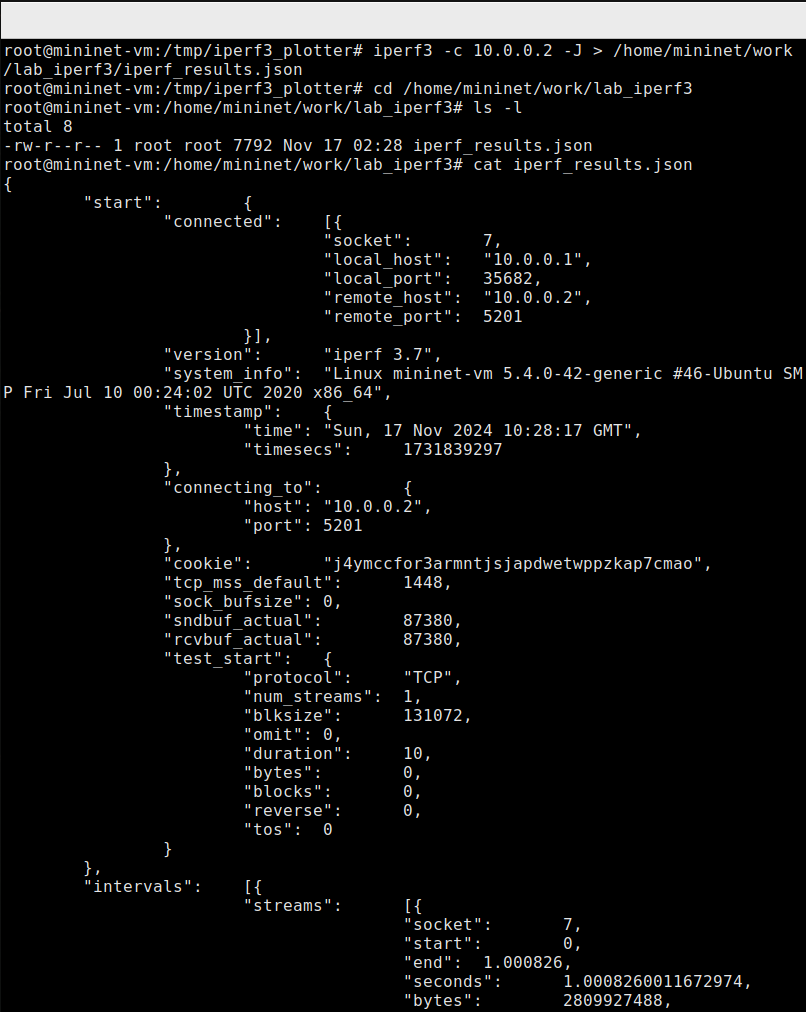 root@mininet-vm:/tmp/iperf3_plotter# iperf3 -c 10.0.0.2 -J > /home/mininet/work
/lab_iperf3/iperf_results.json
root@mininet-vm:/tmp/iperf3_plotter# cd /home/mininet/work/lab_iperf3
root@mininet-vm:/home/mininet/work/lab_iperf3# ls -l
total 8
-rw-r--r-- 1 root root 7792 Nov 17 02:28 iperf_results.json
root@mininet-vm:/home/mininet/work/lab_iperf3# cat iperf_results.json
{
        "start":        {
                "connected":    [{
                                "socket":       7,
                                "local_host":   "10.0.0.1",
                                "local_port":   35682,
                                "remote_host":  "10.0.0.2",
                                "remote_port":  5201
                        }],
                "version":      "iperf 3.7",
                "system_info":  "Linux mininet-vm 5.4.0-42-generic #46-Ubuntu SM
P Fri Jul 10 00:24:02 UTC 2020 x86_64",
                "timestamp":    {
                        "time": "Sun, 17 Nov 2024 10:28:17 GMT",
                        "timesecs":     1731839297
                },
                "connecting_to":        {
                        "host": "10.0.0.2",
                        "port": 5201
                },
                "cookie":       "j4ymccfor3armntjsjapdwetwppzkap7cmao",
                "tcp_mss_default":      1448,
                "sock_bufsize": 0,
                "sndbuf_actual":        87380,
                "rcvbuf_actual":        87380,
                "test_start":   {
                        "protocol":     "TCP",
                        "num_streams":  1,
                        "blksize":      131072,
                        "omit": 0,
                        "duration":     10,
                        "bytes":        0,
                        "blocks":       0,
                        "reverse":      0,
                        "tos":  0
                }
        },
        "intervals":    [{
                        "streams":      [{
                                        "socket":       7,
                                        "start":        0,
                                        "end":  1.000826,
                                        "seconds":      1.0008260011672974,
                                        "bytes":        2809927488,